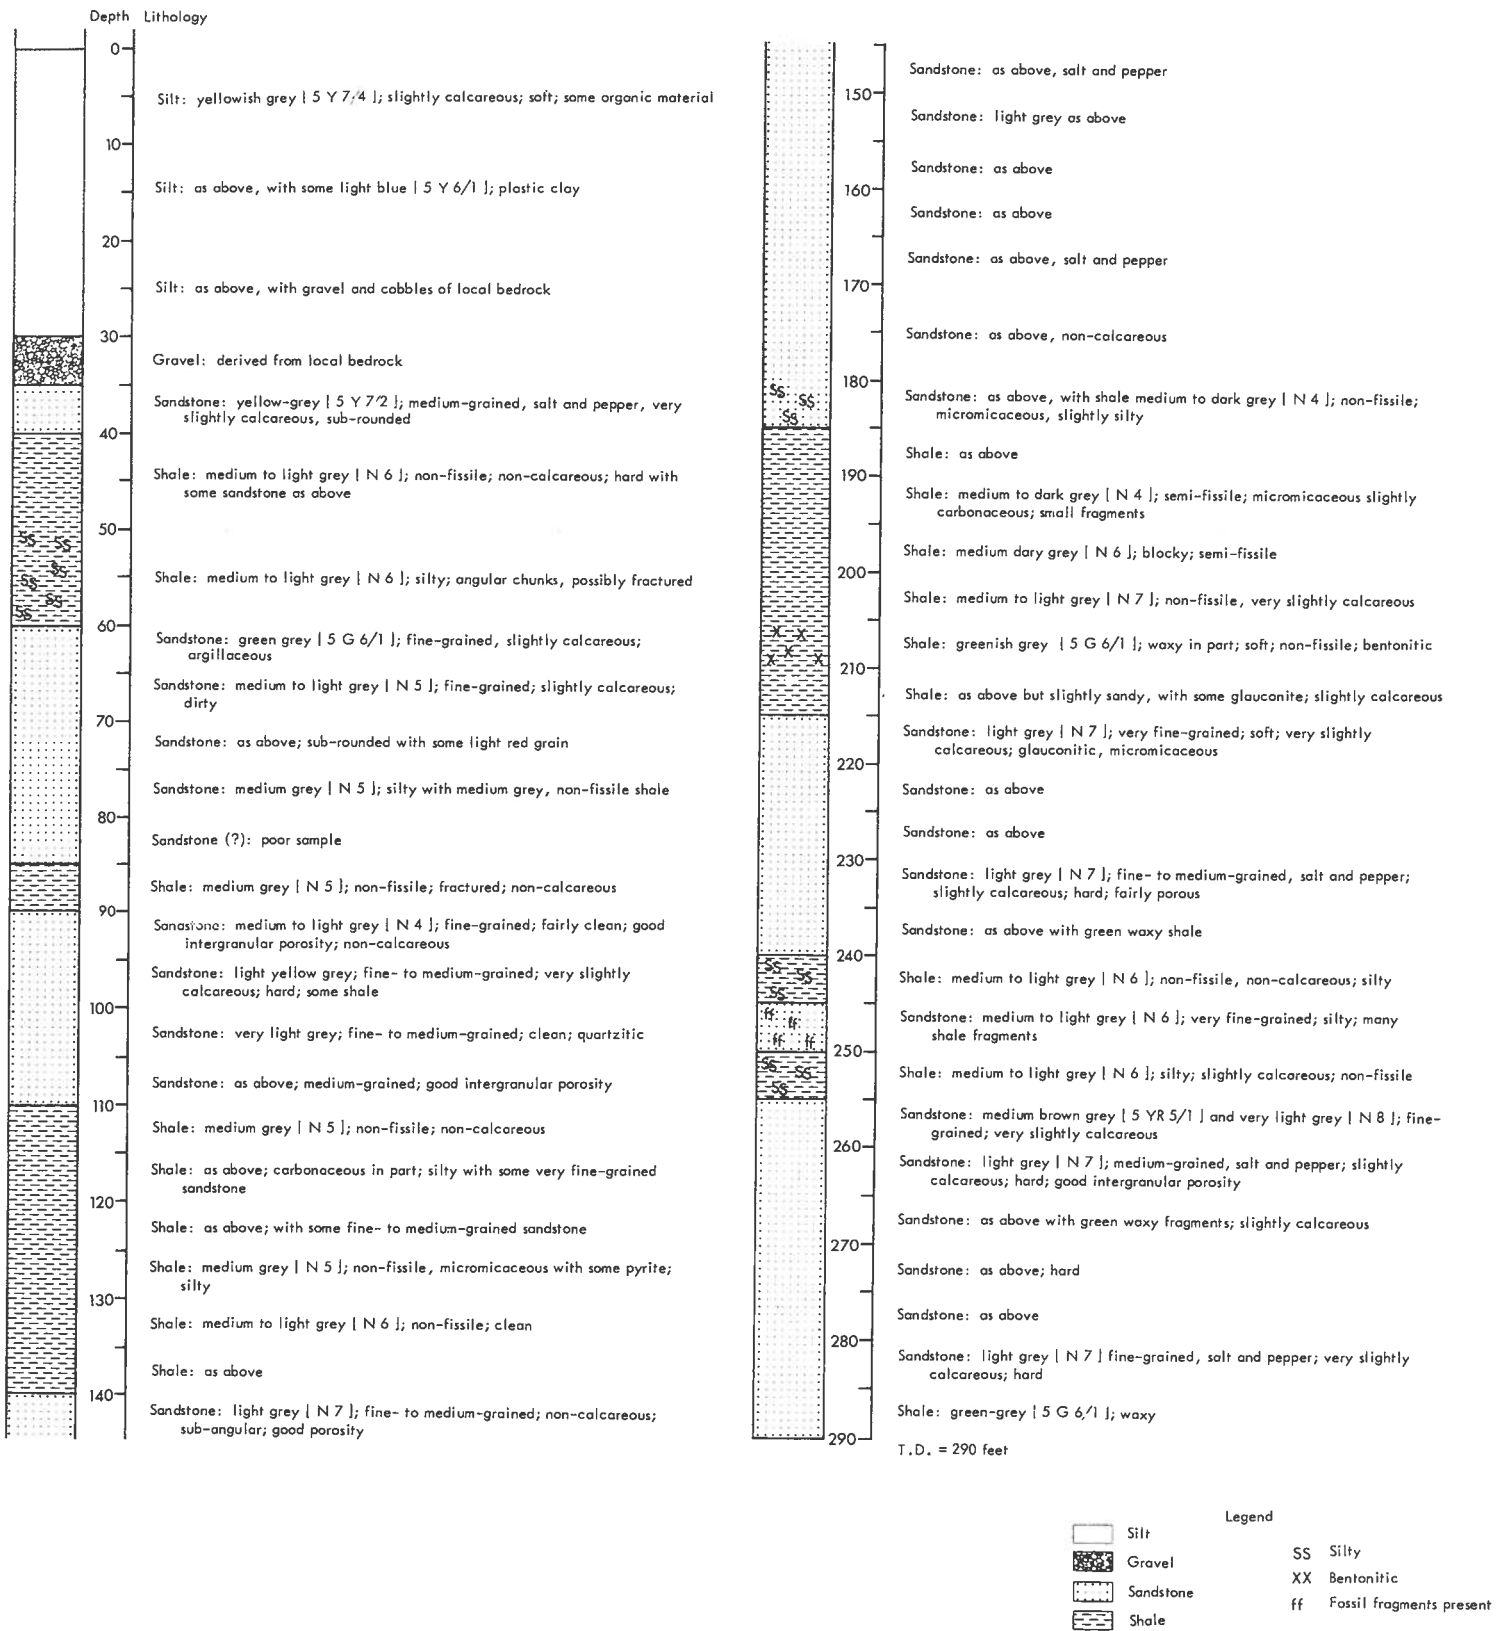 Depth Lithology
0
Silt: yellowish grey [ 5 Y 7/4 ]; slightly calcareous; soft; some organic material
10
Silt: as above, with some light blue [ 5 Y 6/1 ]; plastic clay
20
Silt: as above, with gravel and cobbles of local bedrock
30
Gravel: derived from local bedrock
Sandstone: yellow-grey [ 5 Y 7/2 ]; medium-grained, salt and pepper, very
slightly calcareous, sub-rounded
40
Shale: medium to light grey [ N 6 ]; non-fissile; non-calcareous; hard with
some sandstone as above
50
SS SS
SS
Shale: medium to light grey [ N 6 ]; silty; angular chunks, possibly fractured
SS
SS
SS
60
Sandstone: green grey [ 5 G 6/1 ]; fine-grained, slightly calcareous;
argillaceous
Sandstone: medium to light grey [ N 5 ]; fine-grained; slightly calcareous;
dirty
70
Sandstone: as above; sub-rounded with some light red grain
Sandstone: medium grey [ N 5 ]; silty with medium grey, non-fissile shale
80
Sandstone (?): poor sample
Shale: medium grey [ N 5 ]; non-fissile; fractured; non-calcareous
90
Sandstone: medium to light grey [ N 4 ]; fine-grained; fairly clean; good
intergranular porosity; non-calcareous
Sandstone: light yellow grey; fine- to medium-grained; very slightly
calcareous; hard; some shale
100
Sandstone: very light grey; fine- to medium-grained; clean; quartzitic
Sandstone: as above; medium-grained; good intergranular porosity
110
Shale: medium grey [ N 5 ]; non-fissile; non-calcareous
Shale: as above; carbonaceous in part; silty with some very fine-grained
sandstone
120
Shale: as above; with some fine- to medium-grained sandstone
Shale: medium grey [ N 5 ]; non-fissile, micromicaceous with some pyrite;
silty
130
Shale: medium to light grey [ N 6 ]; non-fissile; clean
Shale: as above
140
Sandstone: light grey [ N 7 ]; fine- to medium-grained; non-calcareous;
sub-angular; good porosity
Sandstone: as above, salt and pepper
150
Sandstone: light grey as above
Sandstone: as above
160
Sandstone: as above
Sandstone: as above, salt and pepper
170
Sandstone: as above, non-calcareous
180
SS SS
SS
Sandstone: as above, with shale medium to dark grey [ N 4 ]; non-fissile;
micromicaceous, slightly silty
Shale: as above
190
Shale: medium to dark grey [ N 4 ]; semi-fissile; micromicaceous slightly
carbonaceous; small fragments
Shale: medium dary grey [ N 6 ]; blocky; semi-fissile
200
Shale: medium to light grey [ N 7 ]; non-fissile, very slightly calcareous
X X
X
X X
Shale: greenish grey [ 5 G 6/1 ]; waxy in part; soft; non-fissile; bentonitic
210
Shale: as above but slightly sandy, with some glauconite; slightly calcareous
Sandstone: light grey [ N 7 ]; very fine-grained; soft; very slightly
calcareous; glauconitic, micromicaceous
220
Sandstone: as above
Sandstone: as above
230
Sandstone: light grey [ N 7 ]; fine- to medium-grained, salt and pepper;
slightly calcareous; hard; fairly porous
Sandstone: as above with green waxy shale
240
SS SS
SS
Shale: medium to light grey [ N 6 ]; non-fissile, non-calcareous; silty
ff ff
ff ff
Sandstone: medium to light grey [ N 6 ]; very fine-grained; silty; many
shale fragments
250
SS SS
SS
Shale: medium to light grey [ N 6 ]; silty; slightly calcareous; non-fissile
Sandstone: medium brown grey [ 5 YR 5/1 ] and very light grey [ N 8 ]; fine-
grained; very slightly calcareous
260
Sandstone: light grey [ N 7 ]; medium-grained, salt and pepper; slightly
calcareous; hard; good intergranular porosity
Sandstone: as above with green waxy fragments; slightly calcareous
270
Sandstone: as above; hard
Sandstone: as above
280
Sandstone: light grey [ N 7 ] fine-grained, salt and pepper; very slightly
calcareous; hard
Shale: green-grey [ 5 G 6/1 ]; waxy
290
T.D. = 290 feet
Legend
Silt
Gravel
Sandstone
Shale
SS Silty
XX Bentonitic
ff Fossil fragments present